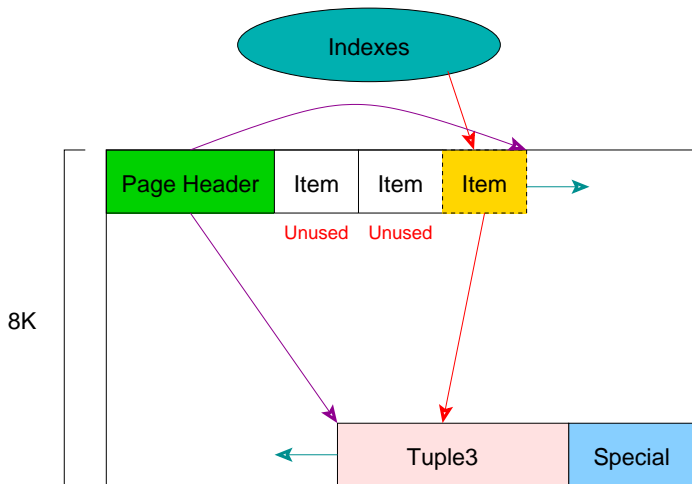 Indexes
Page Header Item Item Item
Unused Unused
8K
Tuple3 Special